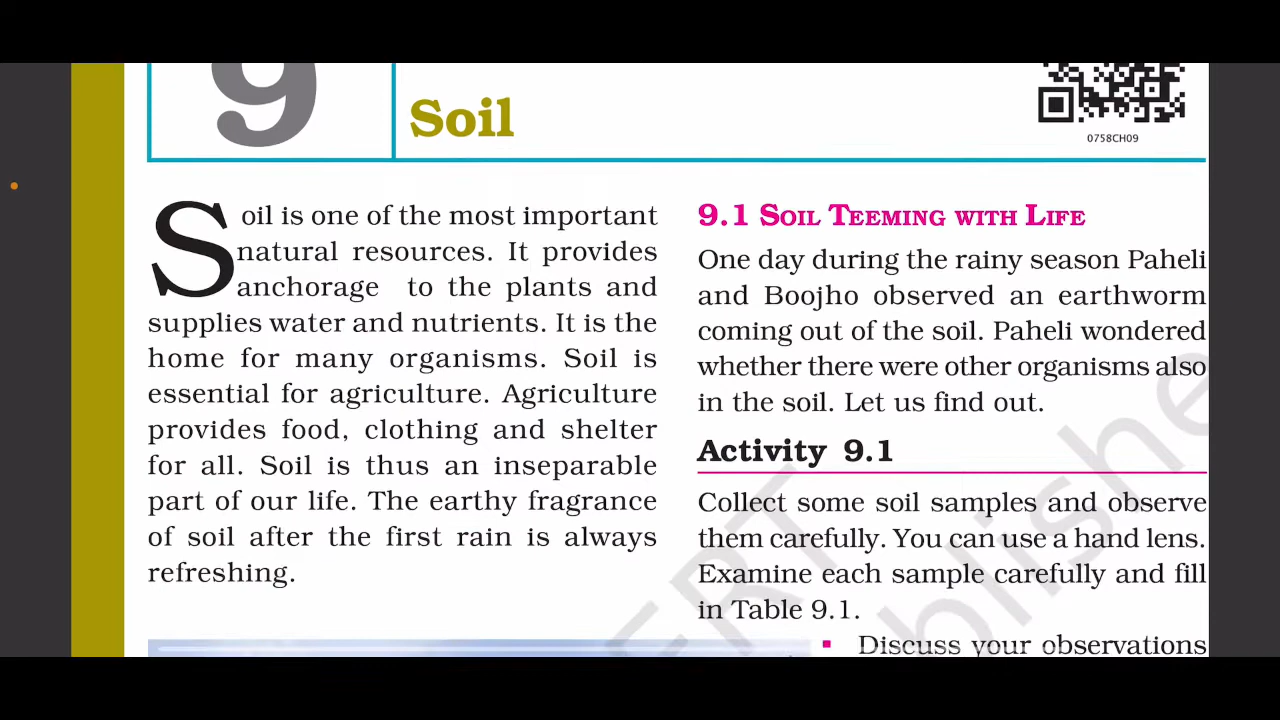 9
Soil
0758CH09
Soil is one of the most important
natural resources. It provides
anchorage to the plants and
supplies water and nutrients. It is the
home for many organisms. Soil is
essential for agriculture. Agriculture
provides food, clothing and shelter
for all. Soil is thus an inseparable
part of our life. The earthy fragrance
of soil after the first rain is always
refreshing.
9.1 SOIL TEEMING WITH LIFE
One day during the rainy season Paheli
and Boojho observed an earthworm
coming out of the soil. Paheli wondered
whether there were other organisms also
in the soil. Let us find out.
Activity 9.1
Collect some soil samples and observe
them carefully. You can use a hand lens.
Examine each sample carefully and fill
in Table 9.1.
▪ Discuss your observations